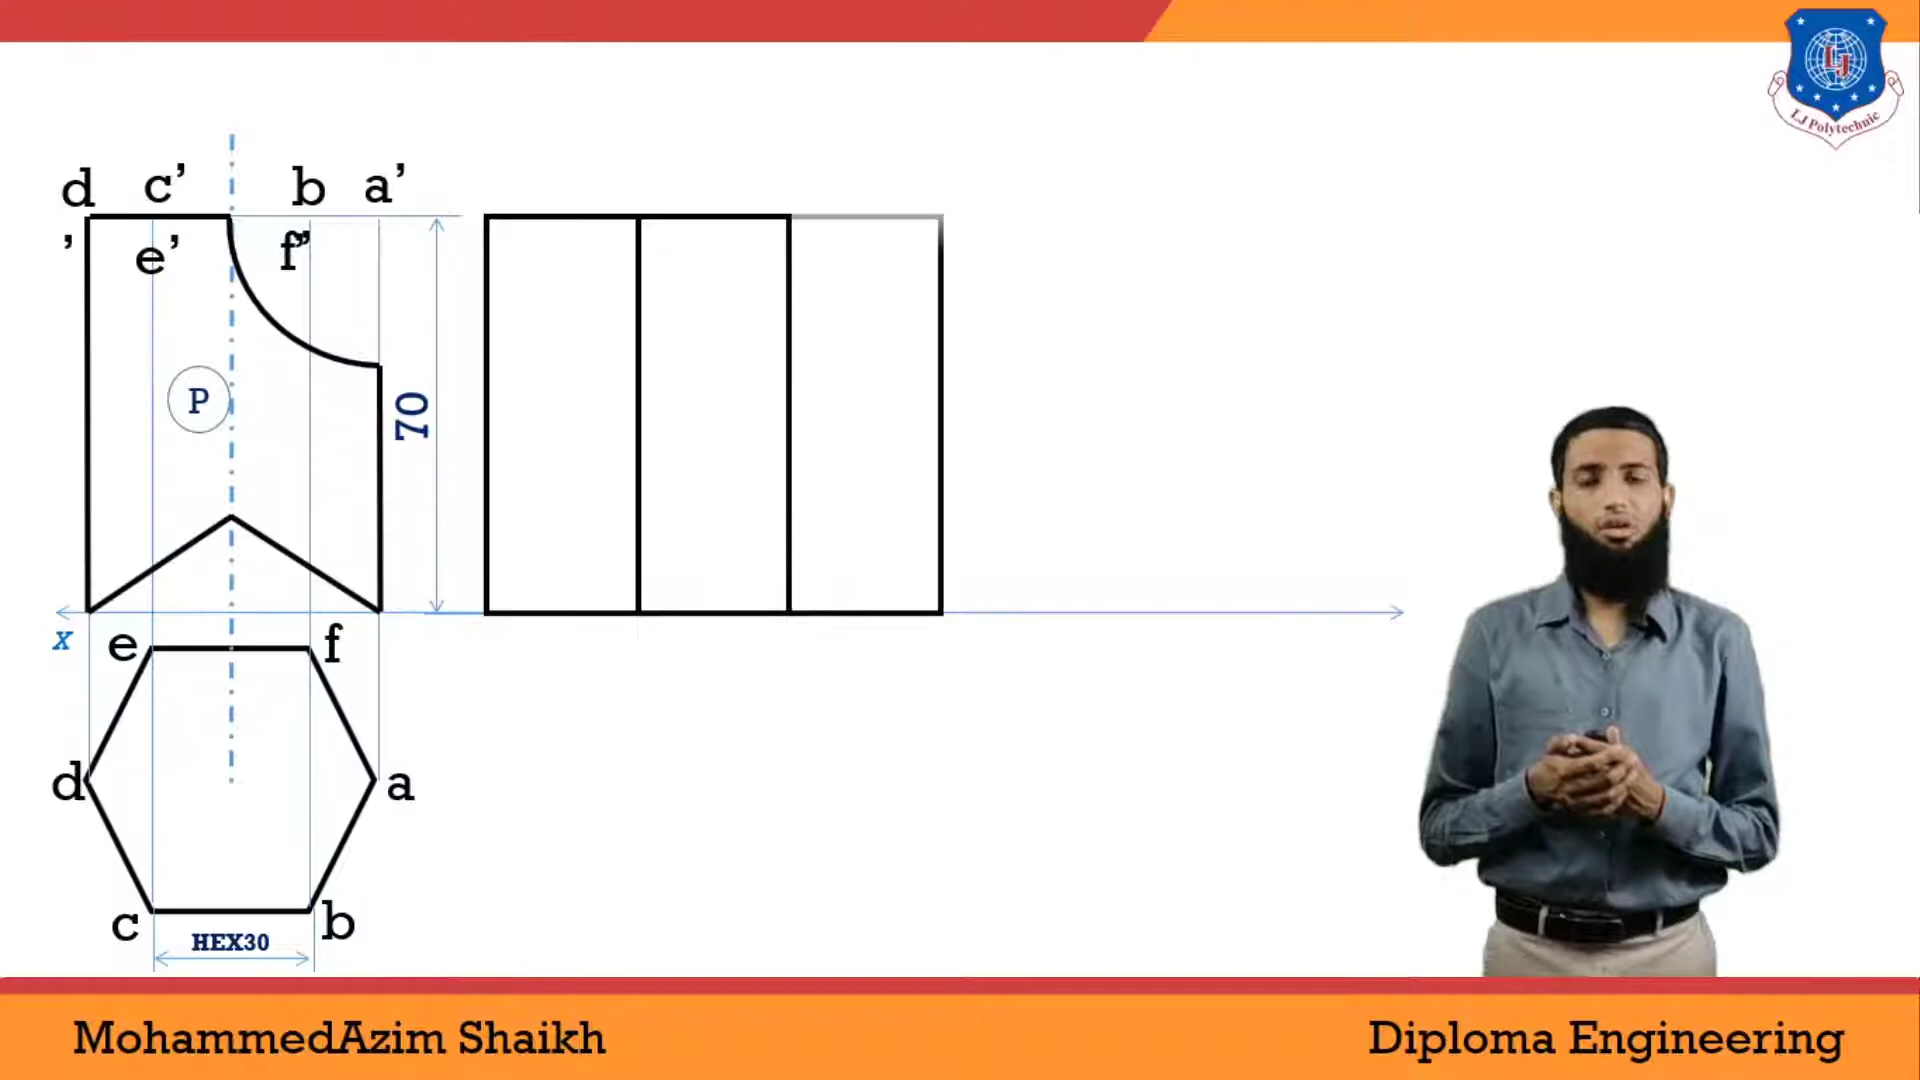 d c’ b a’
’ e’ f’’
P
70
x
e f
d a
c b
HEX30
LJ
LJ Polytechnic
MohammedAzim Shaikh
Diploma Engineering